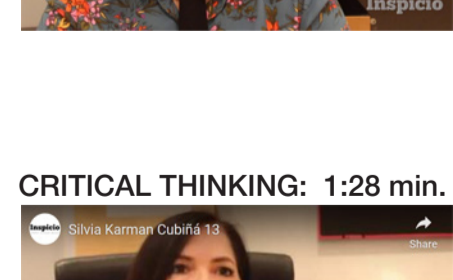 Inspicio
CRITICAL THINKING: 1:28 min.
Inspicio
Silvia Karman Cubiñá 13
Share